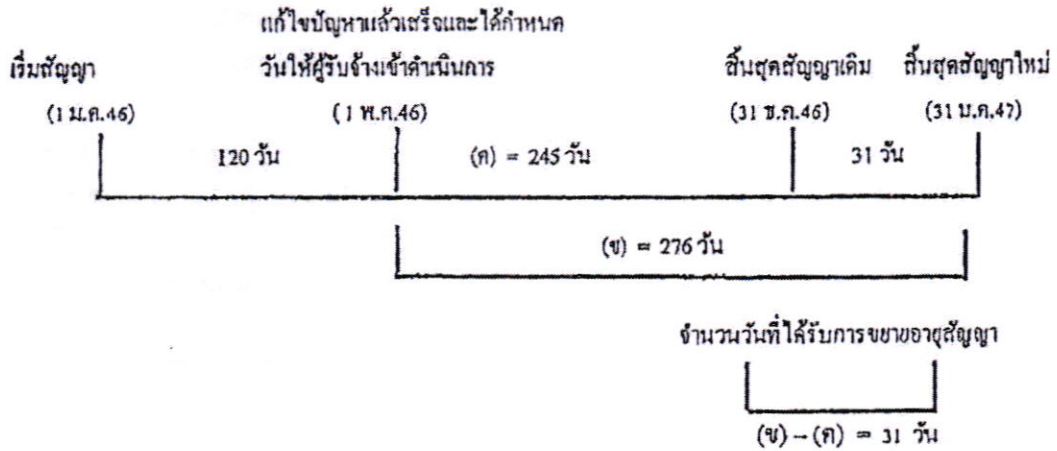 แก้ไขปัญหาแล้วเสร็จและได้กำหนด
เริ่มสัญญา วันให้ผู้รับจ้างเข้าดำเนินการ สิ้นสุดสัญญาเดิม สิ้นสุดสัญญาใหม่
(1 ม.ค.46) (1 พ.ค.46) (31 ธ.ค.46) (31 ม.ค.47)
120 วัน (ค) = 245 วัน 31 วัน
(ข) = 276 วัน
จำนวนวันที่ได้รับการขยายอายุสัญญา
(ข) – (ค) = 31 วัน